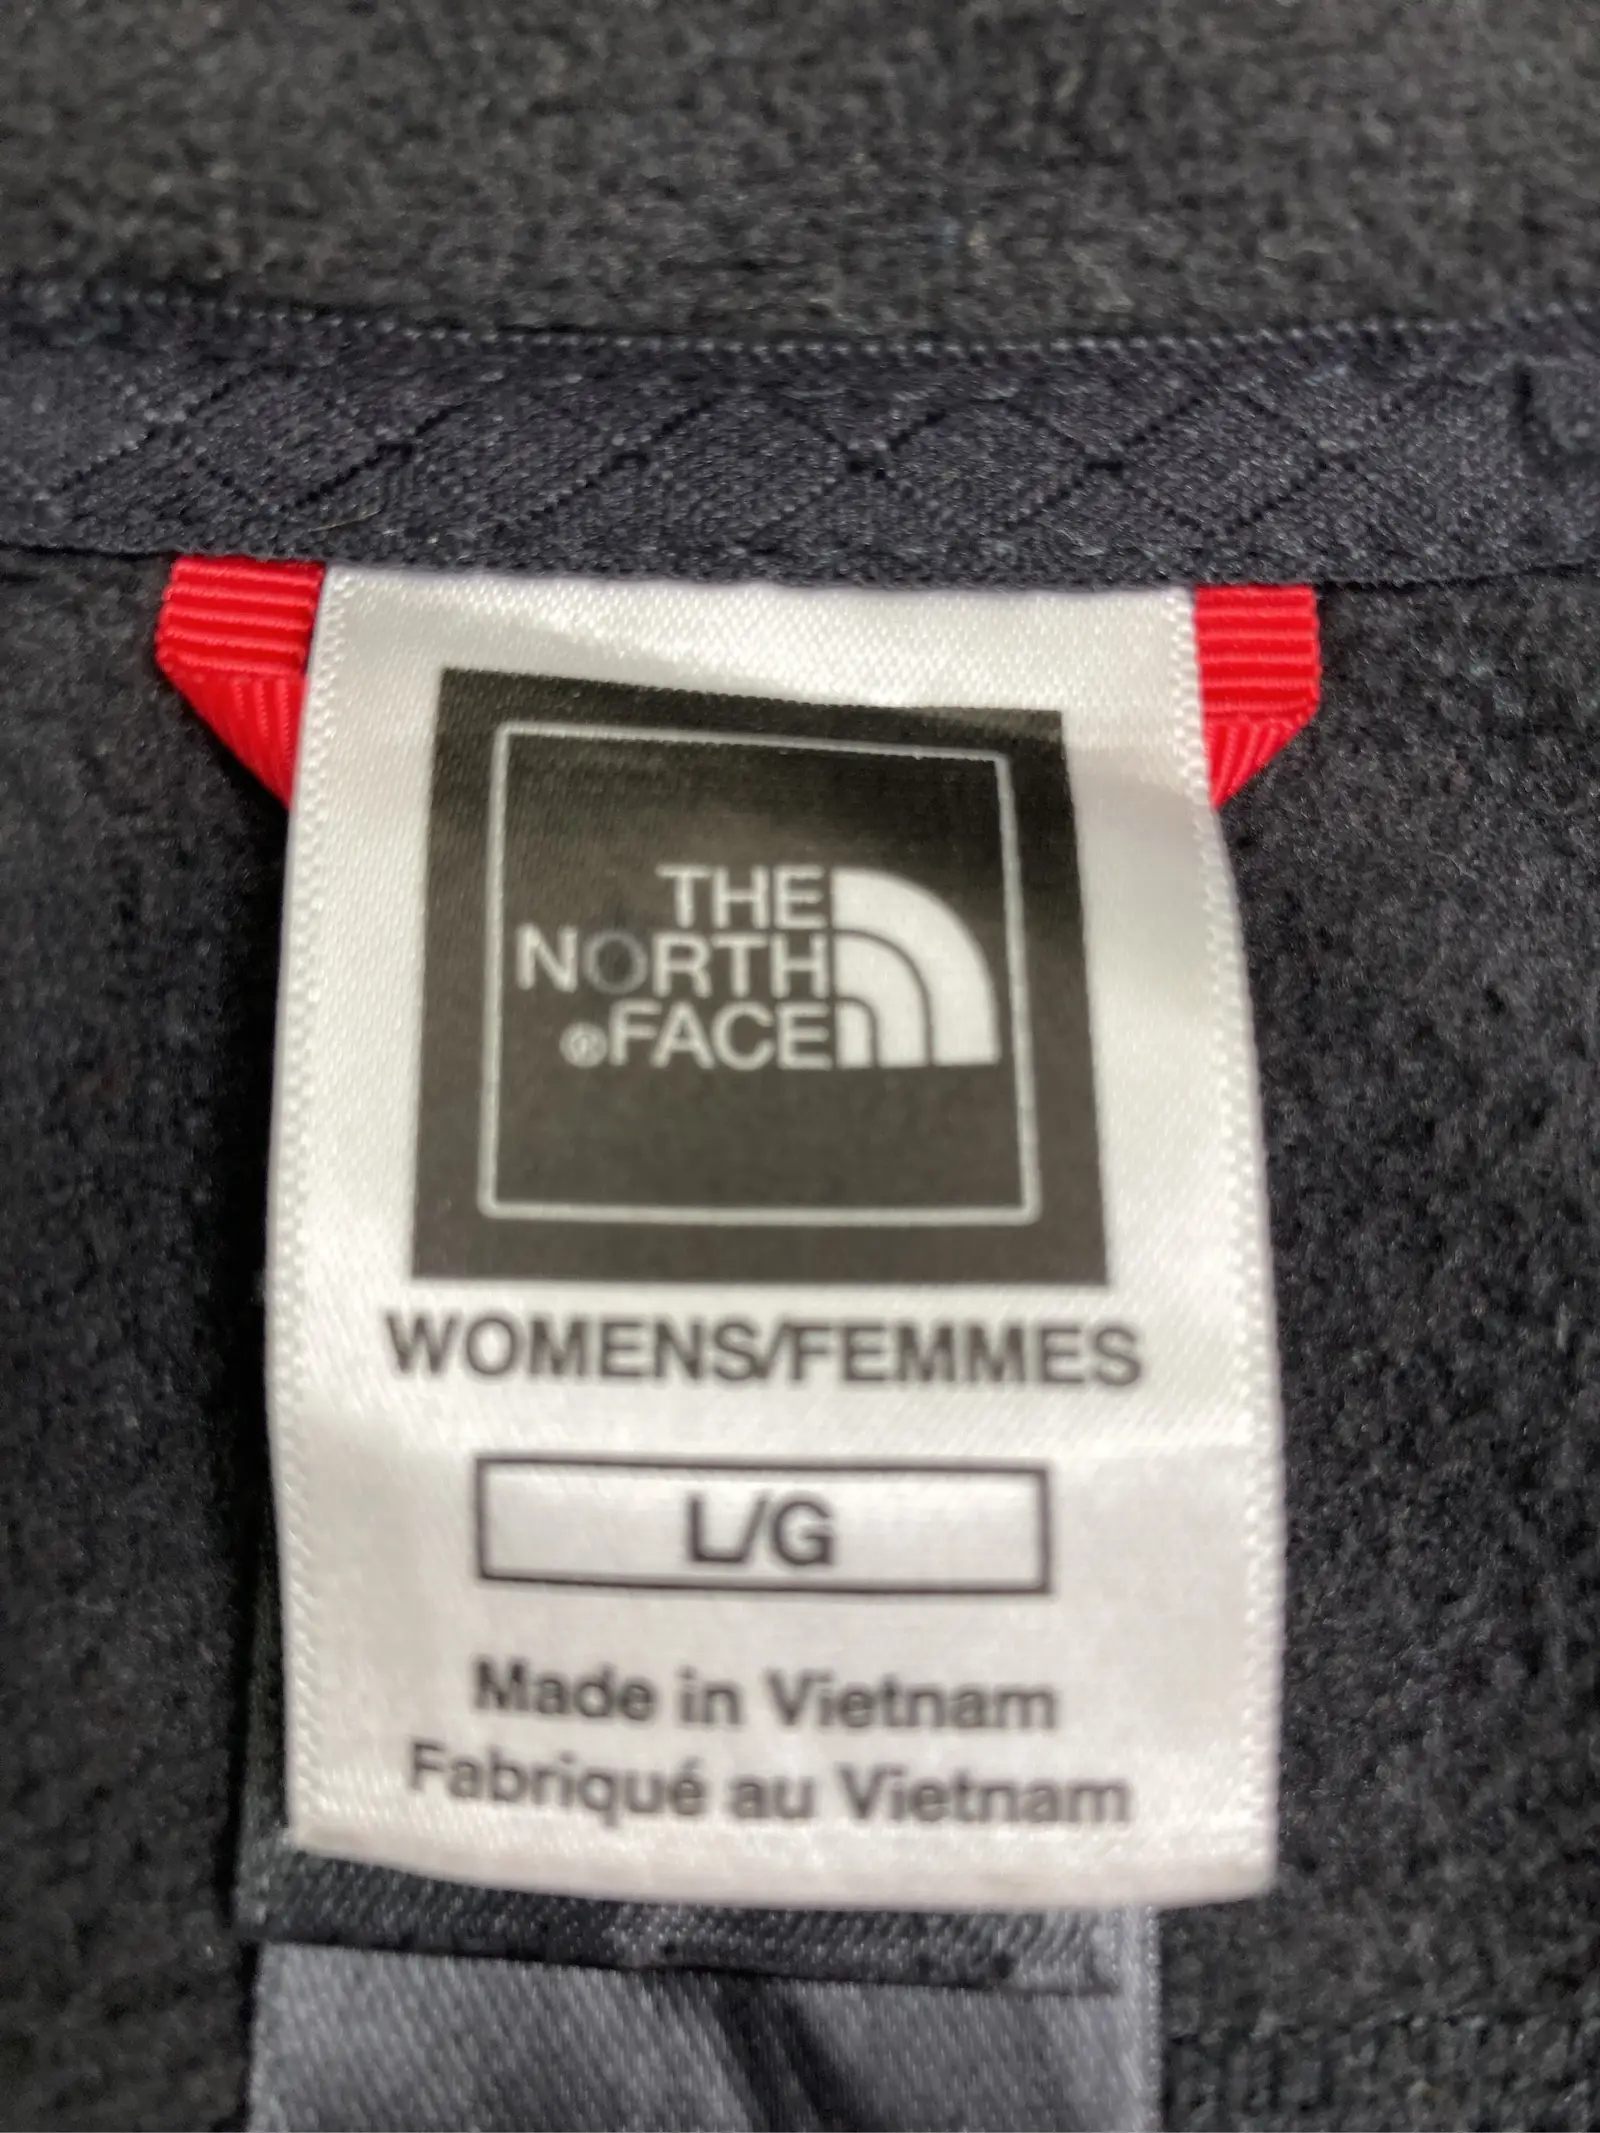 THE
NORTH
®FACE
WOMENS/FEMMES
L/G
Made in Vietnam
Fabriqué au Vietnam